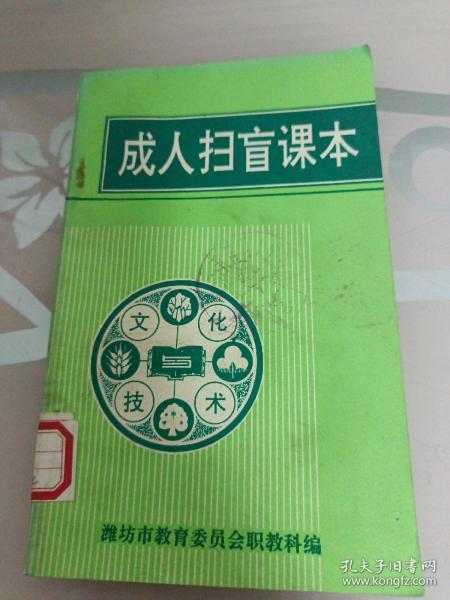 成人扫盲课本
文化
与
技术
潍坊市教育委员会职教科编
孔夫子旧书网
www.kongfz.com